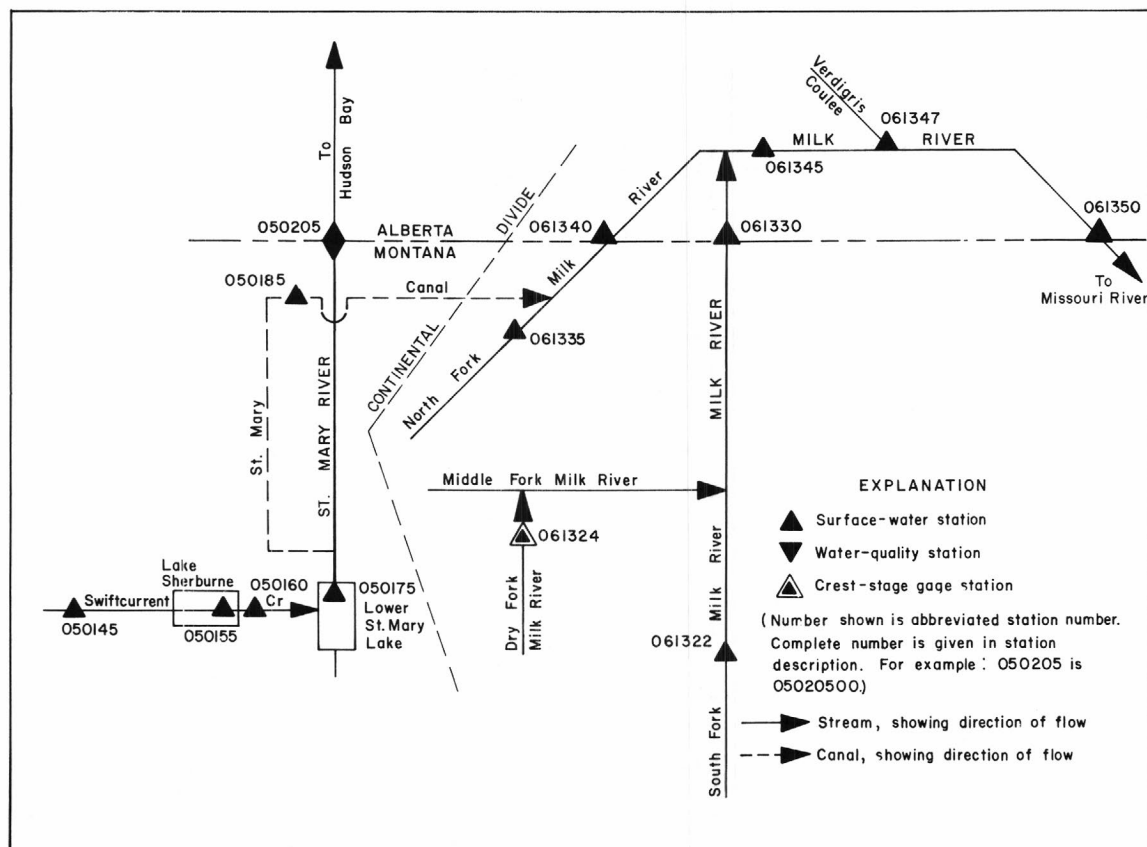 Verdigris
Coulee
061347
MILK RIVER
061345
To
Hudson Bay
DIVIDE
River
061340
061330
061350
050205
ALBERTA
MONTANA
To
Missouri River
050185
Canal
Milk
061335
CONTINENTAL
North Fork
St. Mary
ST. MARY RIVER
MILK RIVER
Middle Fork Milk River
061324
Dry Fork
Milk River
EXPLANATION
Surface-water station
Water-quality station
Crest-stage gage station
(Number shown is abbreviated station number.
Complete number is given in station
description. For example: 050205 is
05020500.)
Stream, showing direction of flow
Canal, showing direction of flow
Lake
Sherburne
050160
050175
Swiftcurrent Cr
050145
050155
Lower
St. Mary
Lake
061322
South Fork Milk River